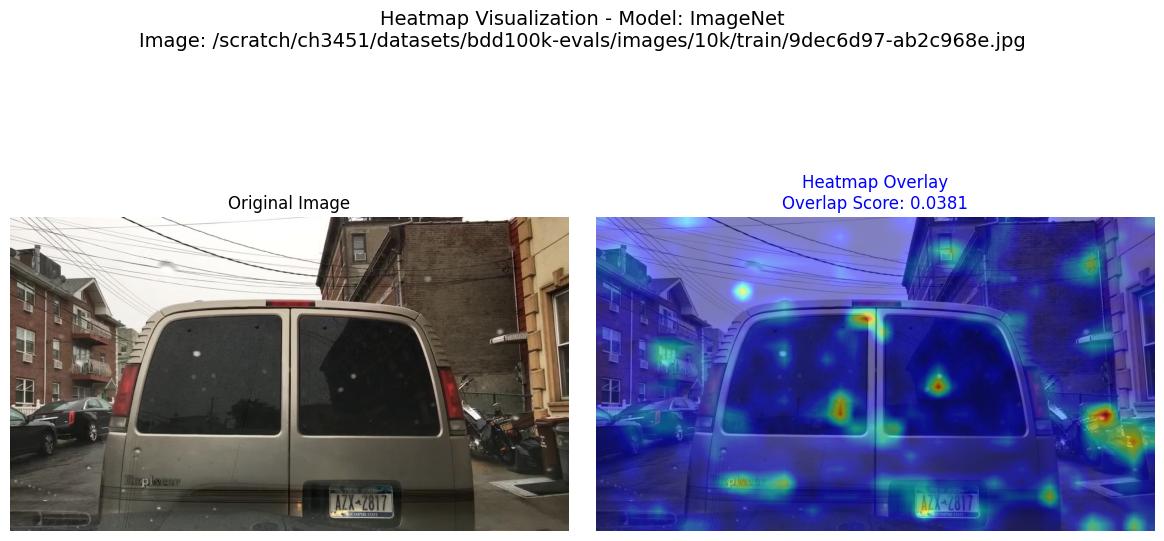 Heatmap Visualization - Model: ImageNet
Image: /scratch/ch3451/datasets/bdd100k-evals/images/10k/train/9dec6d97-ab2c968e.jpg
Original Image
Heatmap Overlay
Overlap Score: 0.0381
AZX-2817
AZX-2817